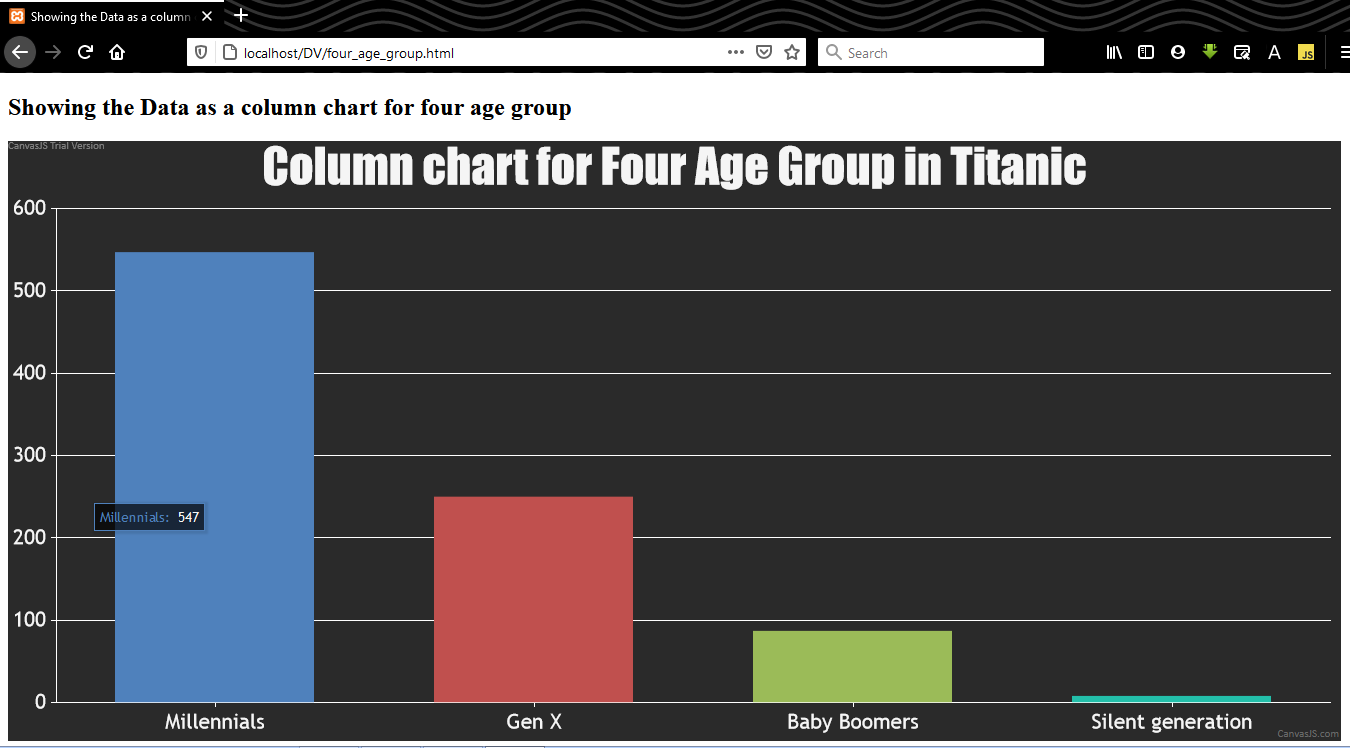 Showing the Data as a column
localhost/DV/four_age_group.html
Search
A
JS
Showing the Data as a column chart for four age group
CanvasJS Trial Version
Column chart for Four Age Group in Titanic
600
500
400
300
Millennials: 547
200
100
0
Millennials Gen X Baby Boomers Silent generation
CanvasJS.com